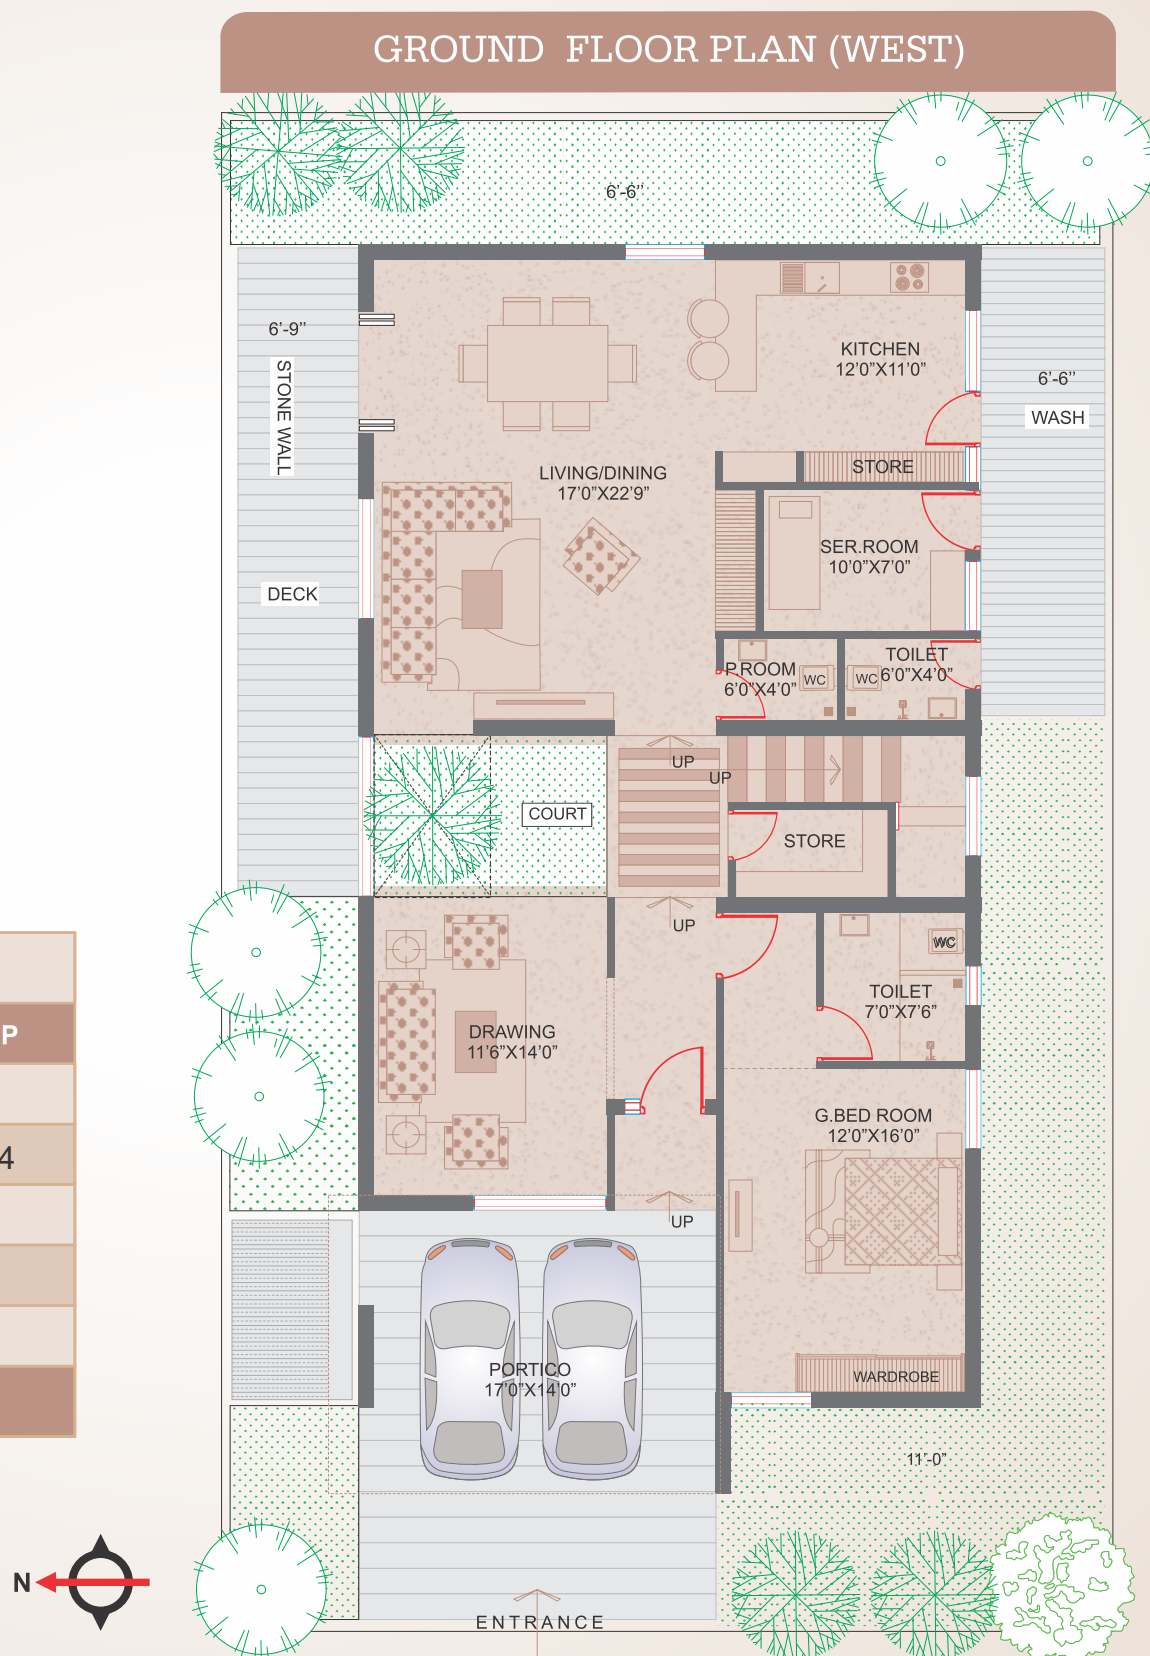 GROUND FLOOR PLAN (WEST)
6'-6''
6'-9''
STONE WALL
DECK
KITCHEN
12'0"X11'0"
6'-6''
WASH
STORE
LIVING/DINING
17'0"X22'9"
SER.ROOM
10'0"X7'0"
P.ROOM
6'0"X4'0"
WC
WC
TOILET
6'0"X4'0"
UP
UP
COURT
STORE
UP
WC
TOILET
7'0"X7'6"
DRAWING
11'6"X14'0"
G.BED ROOM
12'0"X16'0"
UP
P
4
PORTICO
17'0"X14'0"
WARDROBE
11'-0"
N
ENTRANCE